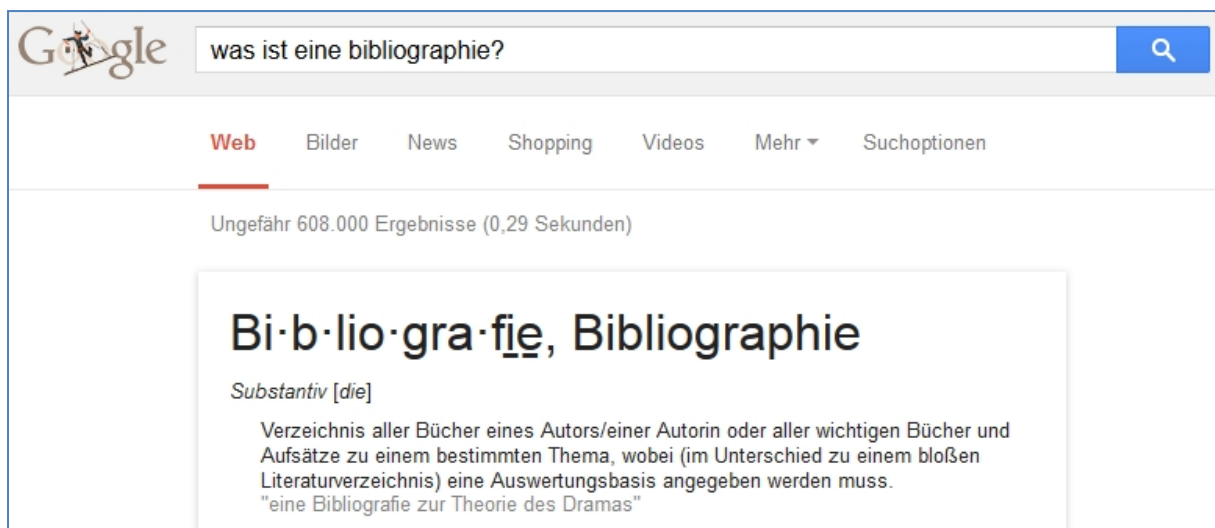 Google
was ist eine bibliographie?
Web Bilder News Shopping Videos Mehr Suchoptionen
Ungefähr 608.000 Ergebnisse (0,29 Sekunden)
Bi·b·lio·gra·fie, Bibliographie
Substantiv [die]
Verzeichnis aller Bücher eines Autors/einer Autorin oder aller wichtigen Bücher und
Aufsätze zu einem bestimmten Thema, wobei (im Unterschied zu einem bloßen
Literaturverzeichnis) eine Auswertungsbasis angegeben werden muss.
"eine Bibliografie zur Theorie des Dramas"